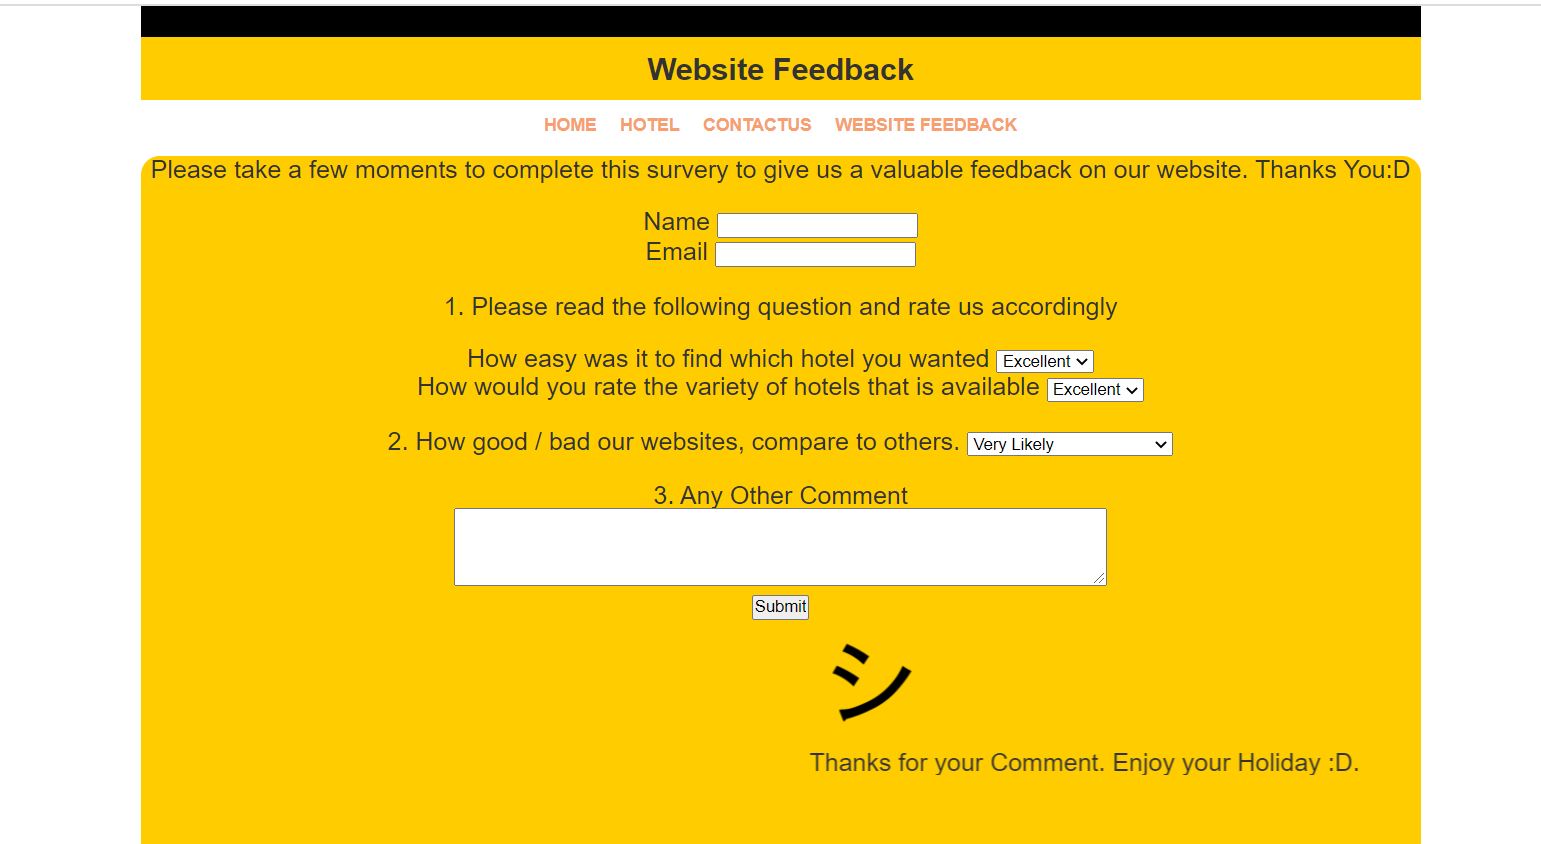 Website Feedback
HOME HOTEL CONTACTUS WEBSITE FEEDBACK
Please take a few moments to complete this survery to give us a valuable feedback on our website. Thanks You:D
Name
Email
1. Please read the following question and rate us accordingly
How easy was it to find which hotel you wanted Excellent
How would you rate the variety of hotels that is available Excellent
2. How good / bad our websites, compare to others. Very Likely
3. Any Other Comment
Submit
シ
Thanks for your Comment. Enjoy your Holiday :D.